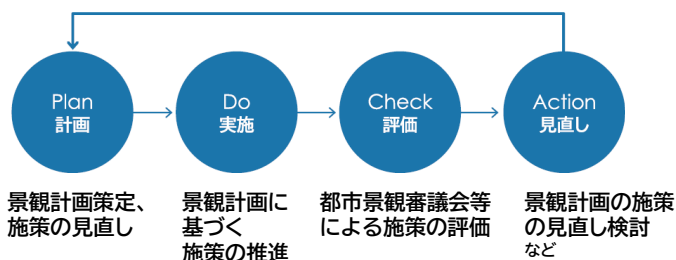 Plan
計画
Do
実施
Check
評価
Action
見直し
景観計画策定、
施策の見直し
景観計画に
基づく
施策の推進
都市景観審議会等
による施策の評価
景観計画の施策
の見直し検討
など